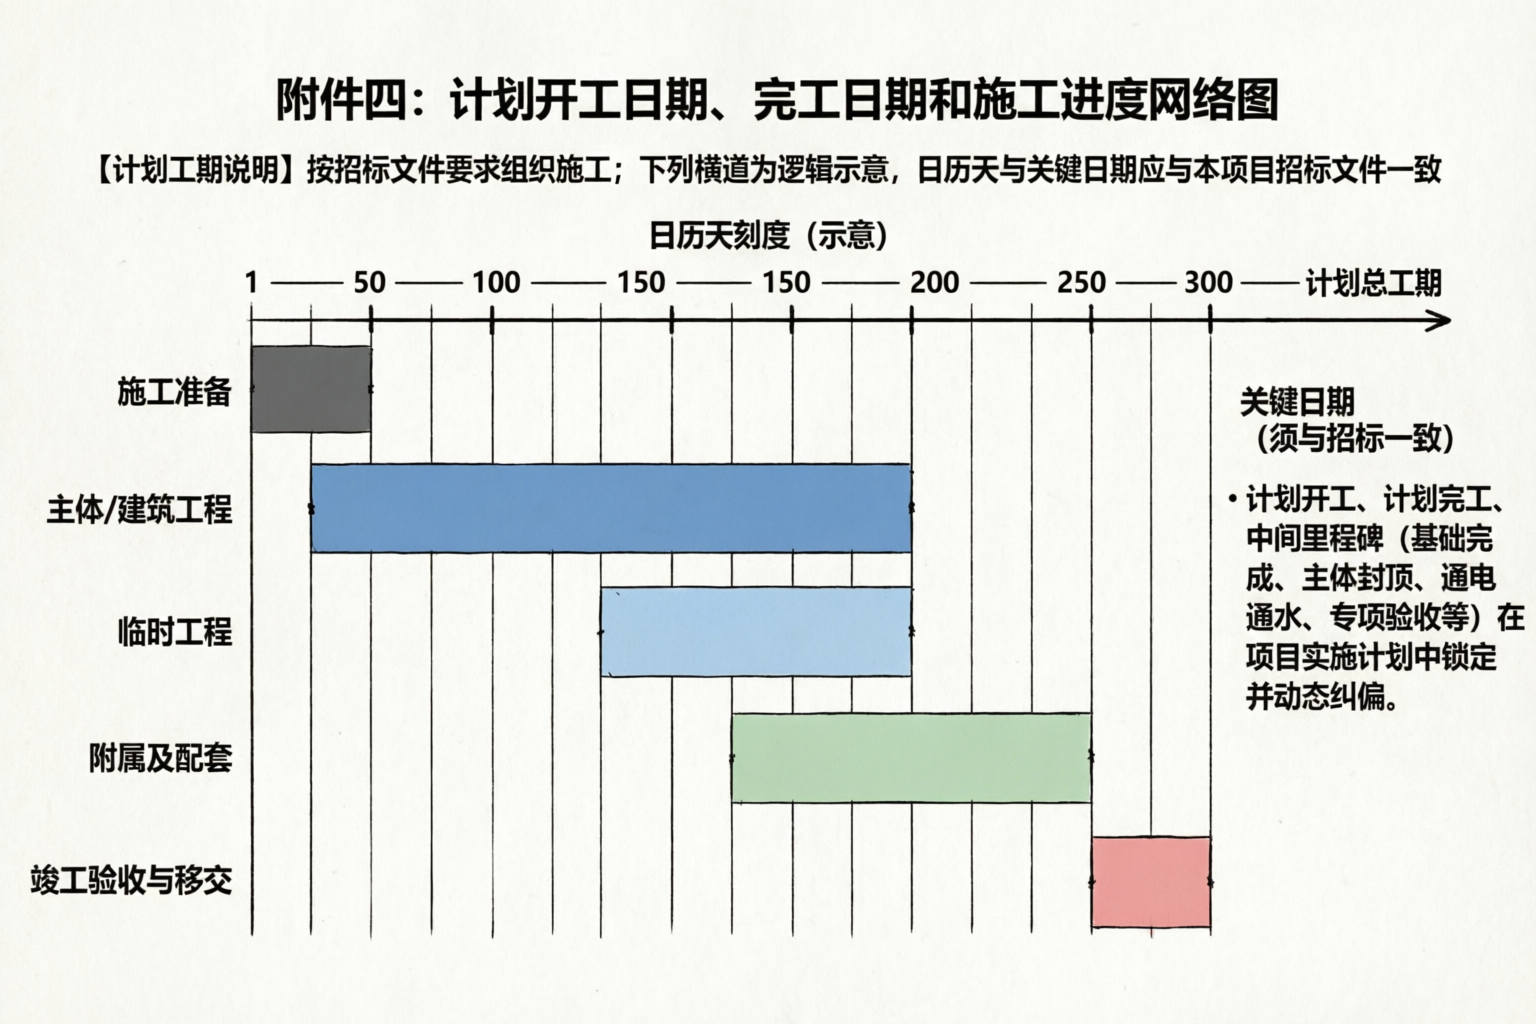 附件四：计划开工日期、完工日期和施工进度网络图
【计划工期说明】按招标文件要求组织施工；下列横道为逻辑示意，日历天与关键日期应与本项目招标文件一致
日历天刻度（示意）
1 50 100 150 150 200 250 300 计划总工期
施工准备
主体/建筑工程
临时工程
附属及配套
竣工验收与移交
关键日期
（须与招标一致）
• 计划开工、计划完工、
中间里程碑（基础完
成、主体封顶、通电
通水、专项验收等）在
项目实施计划中锁定
并动态纠偏。